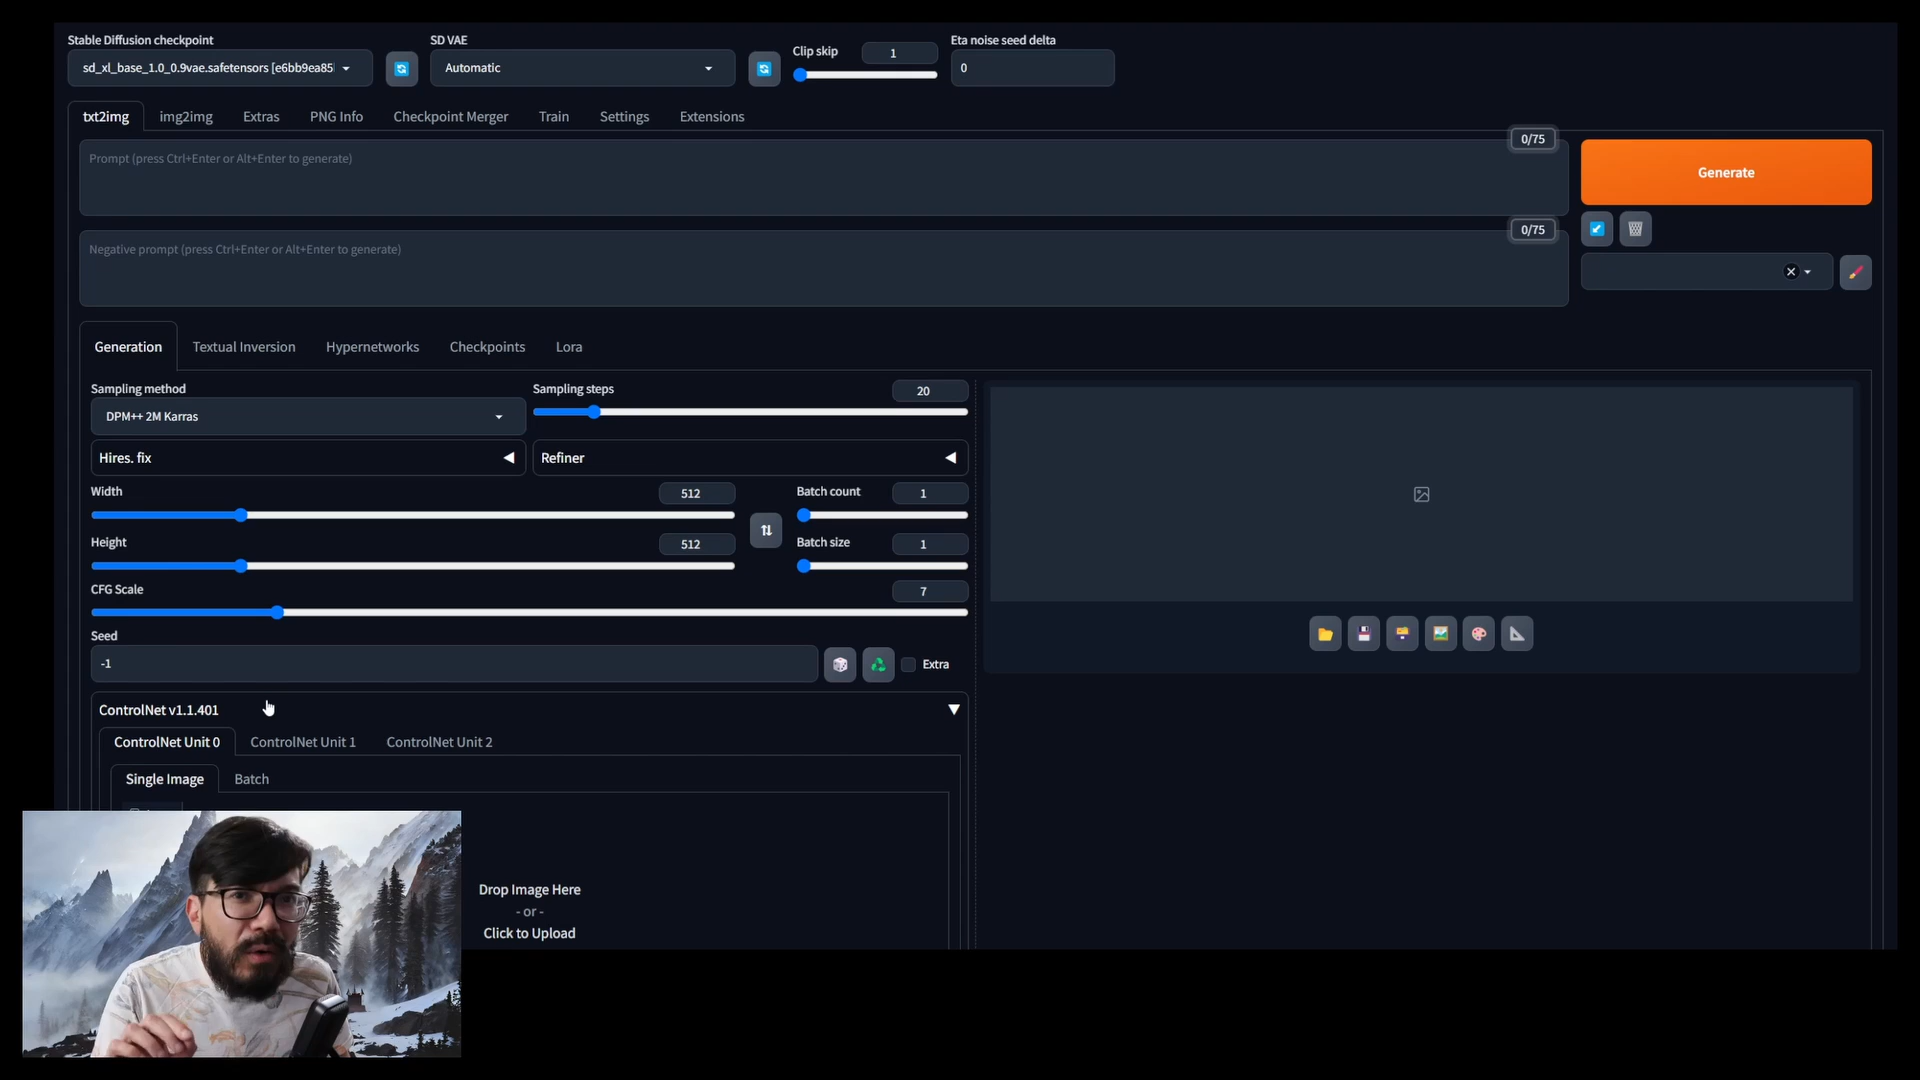 Stable Diffusion checkpoint
SD VAE
Clip skip
1
Eta noise seed delta
sd_xl_base_1.0_0.9vae.safetensors [e6bb9ea85
Automatic
0
txt2img
img2img
Extras
PNG Info
Checkpoint Merger
Train
Settings
Extensions
0/75
Prompt (press Ctrl+Enter or Alt+Enter to generate)
Generate
0/75
Negative prompt (press Ctrl+Enter or Alt+Enter to generate)
Generation
Textual Inversion
Hypernetworks
Checkpoints
Lora
Sampling method
Sampling steps
20
DPM++ 2M Karras
Hires. fix
Refiner
Width
512
Batch count
1
Height
512
Batch size
1
CFG Scale
7
Seed
-1
Extra
ControlNet v1.1.401
ControlNet Unit 0
ControlNet Unit 1
ControlNet Unit 2
Single Image
Batch
Drop Image Here
- or -
Click to Upload